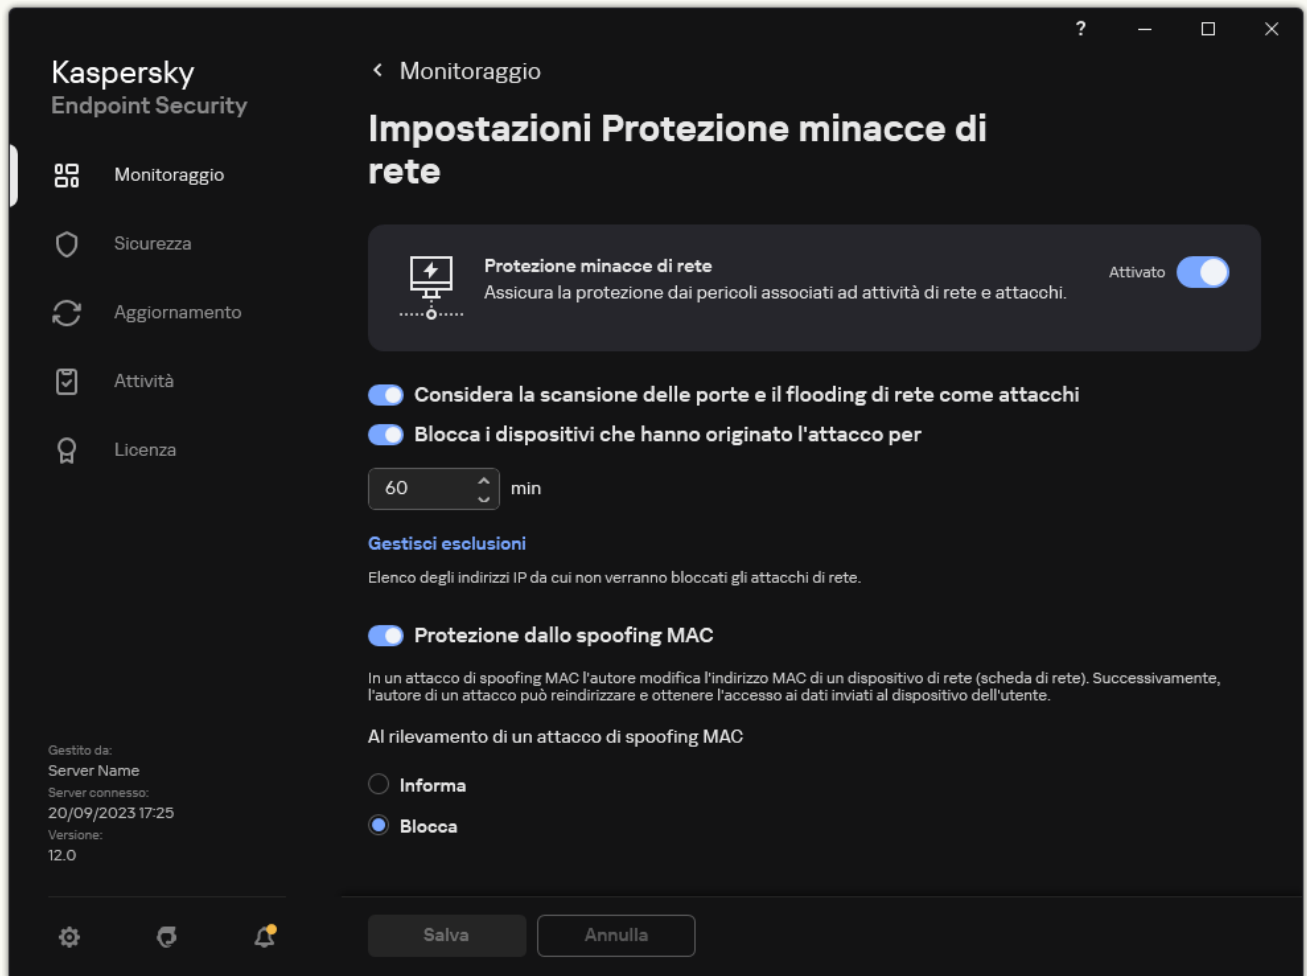 ?
Kaspersky
Endpoint Security
Monitoraggio
Sicurezza
Aggiornamento
Attività
Licenza
Gestito da:
Server Name
Server connesso:
20/09/2023 17:25
Versione:
12.0
Monitoraggio
Impostazioni Protezione minacce di
rete
Protezione minacce di rete
Assicura la protezione dai pericoli associati ad attività di rete e attacchi.
Attivato
Considera la scansione delle porte e il flooding di rete come attacchi
Blocca i dispositivi che hanno originato l'attacco per
60 min
Gestisci esclusioni
Elenco degli indirizzi IP da cui non verranno bloccati gli attacchi di rete.
Protezione dallo spoofing MAC
In un attacco di spoofing MAC l'autore modifica l'indirizzo MAC di un dispositivo di rete (scheda di rete). Successivamente,
l'autore di un attacco può reindirizzare e ottenere l'accesso ai dati inviati al dispositivo dell'utente.
Al rilevamento di un attacco di spoofing MAC
Informa
Blocca
Salva
Annulla